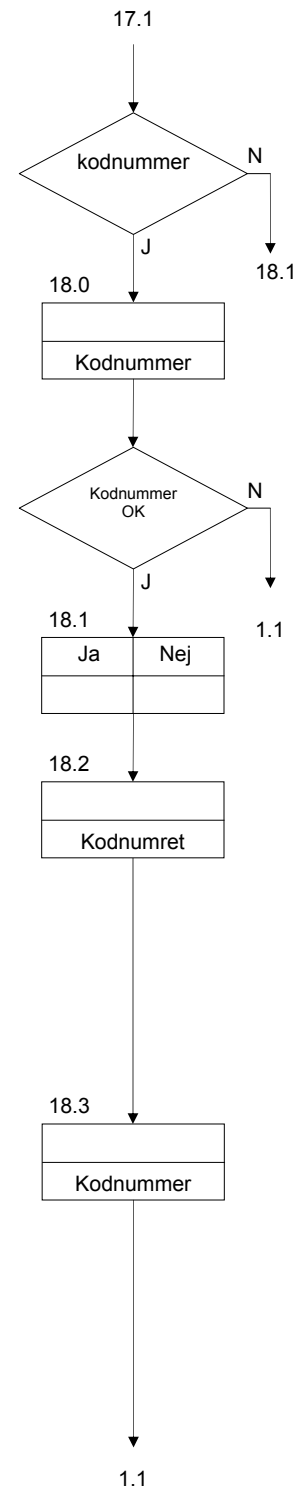 17.1
kodnummer
N
J
18.1
18.0
Kodnummer
Kodnummer
OK
N
J
1.1
18.1
Ja
Nej
18.2
Kodnumret
18.3
Kodnummer
1.1